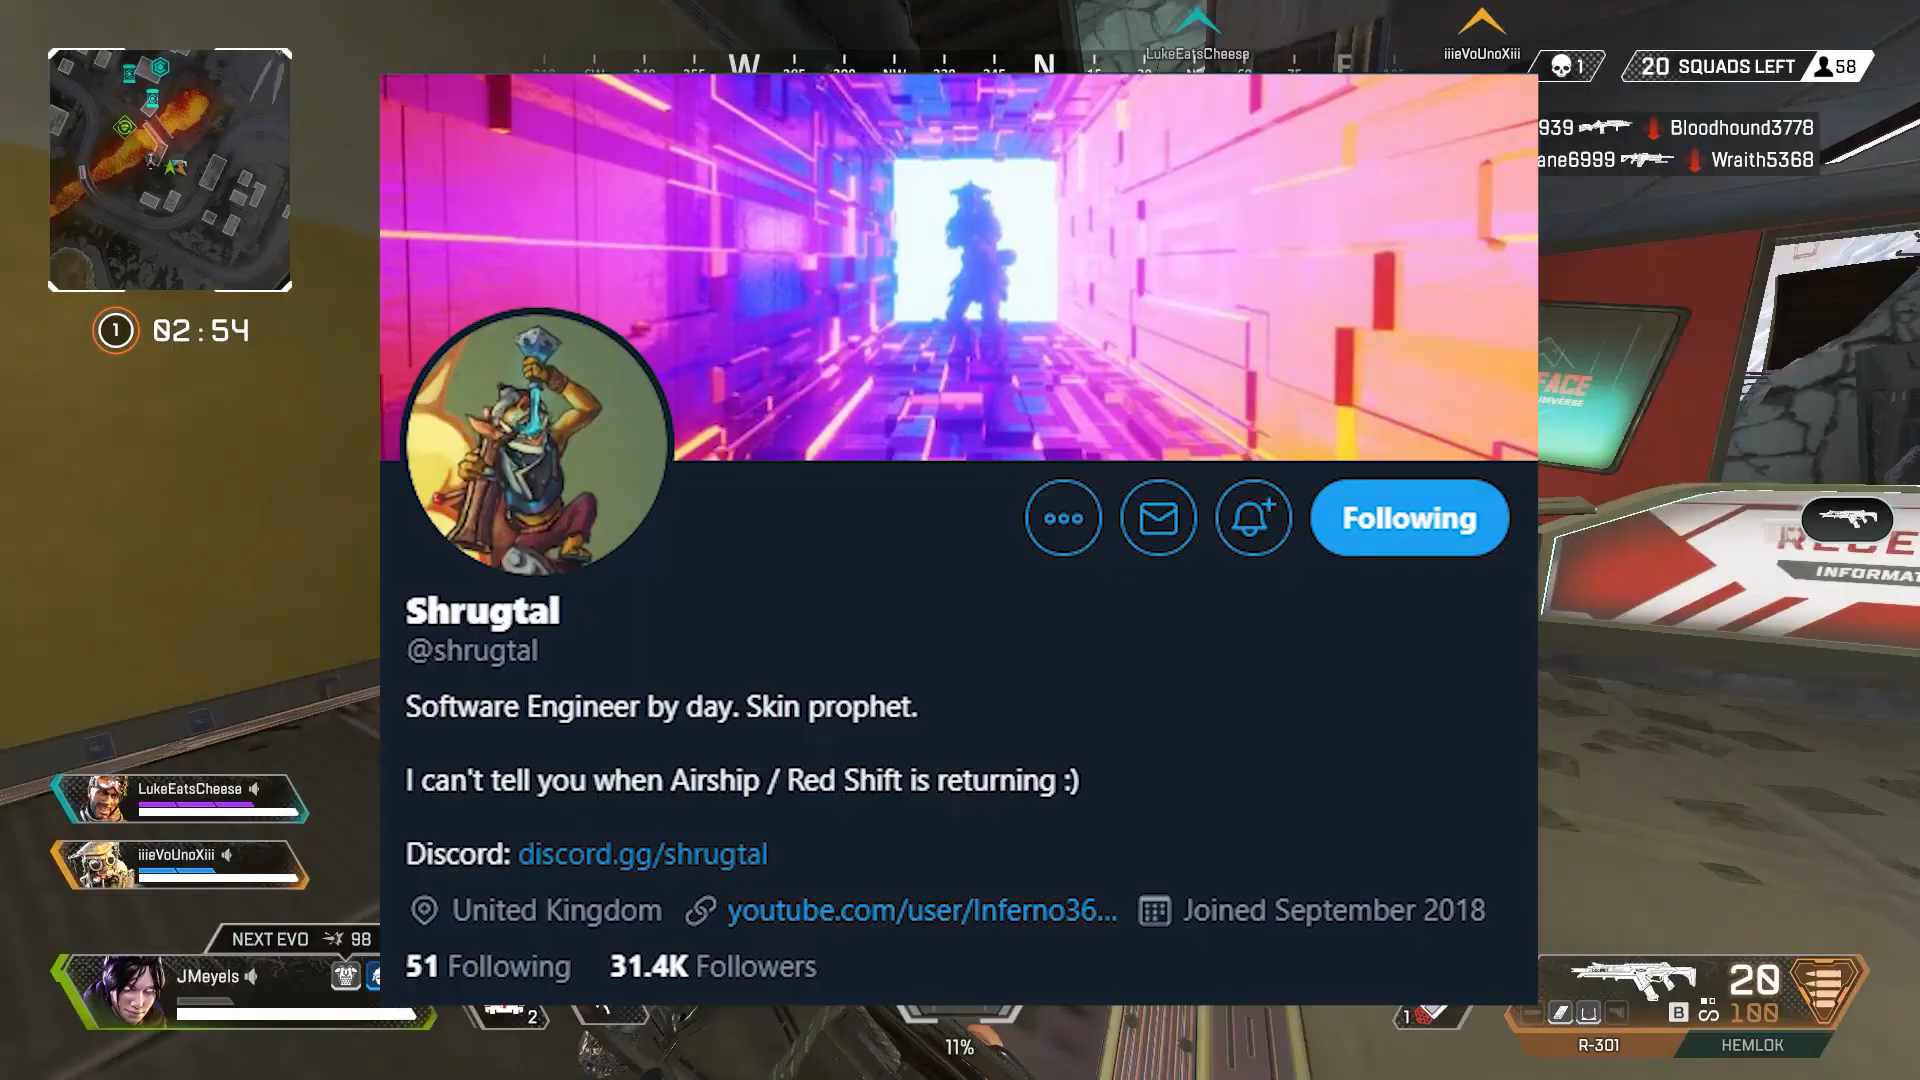 LukeEatsCheese
iiieVoUnoXiii
W
N
E
1
20 SQUADS LEFT
58
939
Bloodhound3778
ane6999
Wraith5368
1
02:54
FACE
UNIVERSE
INFORMAT
Following
Shrugtal
@shrugtal
Software Engineer by day. Skin prophet.
I can't tell you when Airship / Red Shift is returning :)
Discord: discord.gg/shrugtal
United Kingdom
youtube.com/user/Inferno36...
Joined September 2018
51 Following
31.4K Followers
LukeEatsCheese
iiieVoUnoXiii
NEXT EVO
98
JMeyels
2
11%
1
20
100
B
R-301
HEMLOK